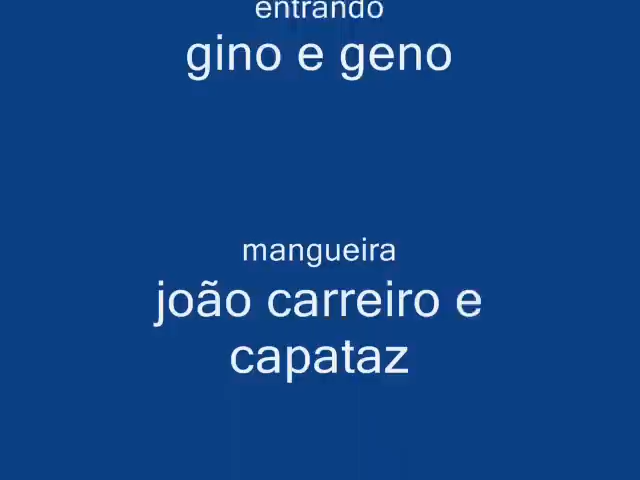 entrando
gino e geno
mangueira
joão carreiro e
capataz